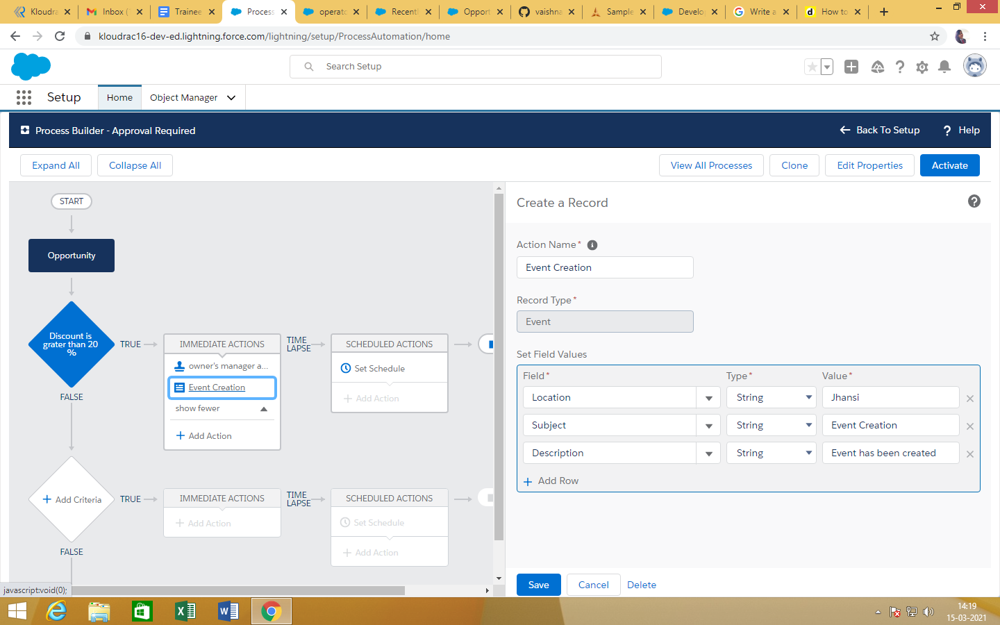 Kloudra
Inbox (
Trainee
Process
operato
Recent
Opport
vaishna
Sample
Develo
Write a
How to
kloudrac16-dev-ed.lightning.force.com/lightning/setup/ProcessAutomation/home
Search Setup
Setup
Home
Object Manager
Process Builder - Approval Required
Back To Setup
? Help
Expand All
Collapse All
View All Processes
Clone
Edit Properties
Activate
START
Opportunity
Discount is
grater than 20
%
TRUE
FALSE
IMMEDIATE ACTIONS
owner's manager a...
Event Creation
show fewer
+ Add Action
TIME
LAPSE
SCHEDULED ACTIONS
Set Schedule
+ Add Action
+ Add Criteria
TRUE
FALSE
IMMEDIATE ACTIONS
+ Add Action
TIME
LAPSE
SCHEDULED ACTIONS
Set Schedule
+ Add Action
Create a Record
Action Name*
Event Creation
Record Type*
Event
Set Field Values
Field* Type* Value*
Location String Jhansi
Subject String Event Creation
Description String Event has been created
+ Add Row
Save
Cancel
Delete
javascript:void(0);
14:19
15-03-2021